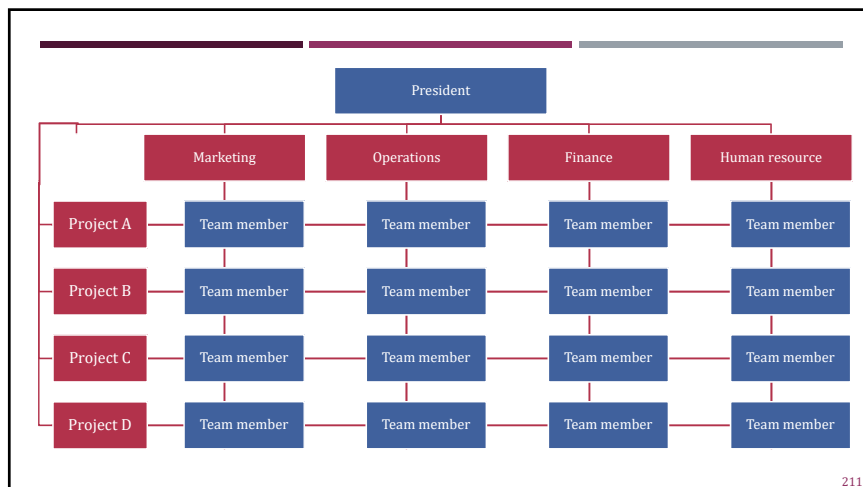 President
Marketing Operations Finance Human resource
Project A Team member Team member Team member Team member
Project B Team member Team member Team member Team member
Project C Team member Team member Team member Team member
Project D Team member Team member Team member Team member
211